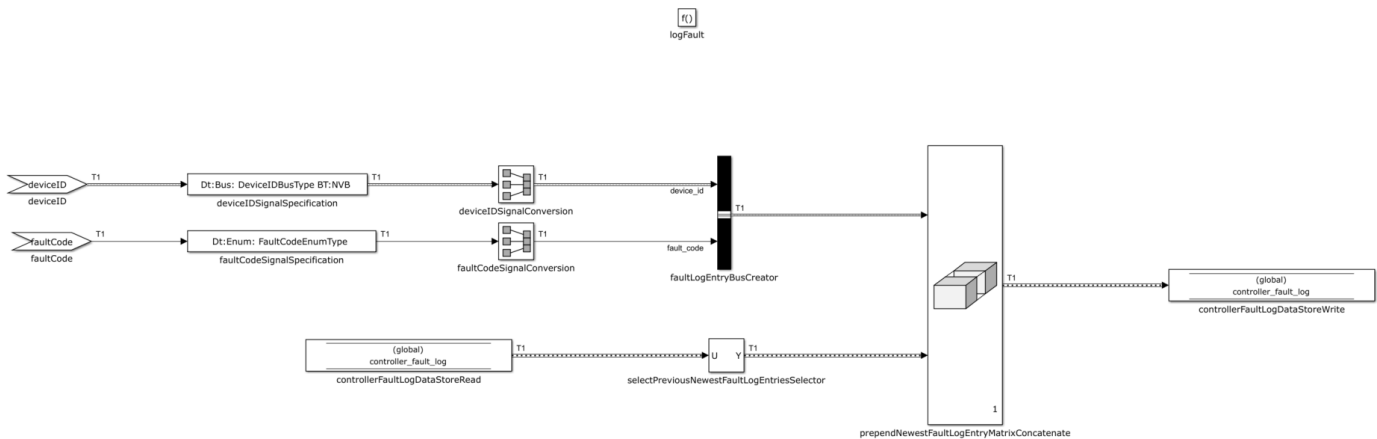 f()
logFault
T1
T1
T1
T1
deviceID
Dt:Bus: DeviceIDBusType BT:NVB
device_id
deviceID
deviceIDSignalSpecification
deviceIDSignalConversion
T1
T1
T1
T1
faultCode
Dt:Enum: FaultCodeEnumType
fault_code
faultCode
faultCodeSignalSpecification
faultCodeSignalConversion
faultLogEntryBusCreator
T1
(global)
controller_fault_log
controllerFaultLogDataStoreWrite
(global)
controller_fault_log
T1
U Y
T1
controllerFaultLogDataStoreRead
selectPreviousNewestFaultLogEntriesSelector
1
prependNewestFaultLogEntryMatrixConcatenate